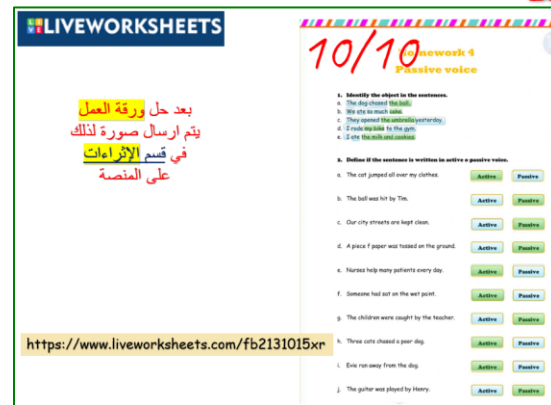 LIVEWORKSHEETS
بعد حل ورقة العمل
يتم ارسال صورة لذلك
في قسم الإثراءات
على المنصة
https://www.liveworksheets.com/fb2131015xr
10/10
Homework 4
Passive voice
1. Identify the object in the sentences.
a. The dog chased the ball.
b. We ate so much cake.
c. They opened the umbrella yesterday.
d. I rode my bike to the gym.
e. I ate the milk and cookies.
2. Define if the sentence is written in active o passive voice.
a. The cat jumped all over my clothes. Active Passive
b. The ball was hit by Tim. Active Passive
c. Our city streets are kept clean. Active Passive
d. A piece f paper was tossed on the ground. Active Passive
e. Nurses help many patients every day. Active Passive
f. Someone had sat on the wet paint. Active Passive
g. The children were caught by the teacher. Active Passive
h. Three cats chased a poor dog. Active Passive
i. Evie ran away from the dog. Active Passive
j. The guitar was played by Henry. Active Passive